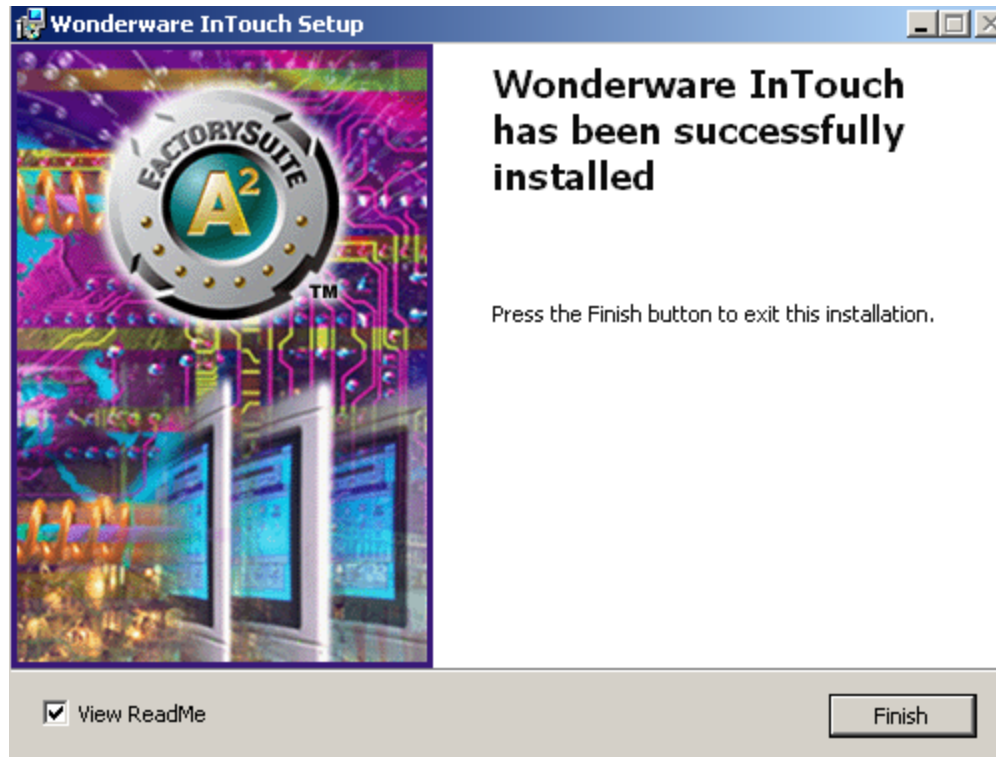 Wonderware InTouch Setup
FACTORYSUITE
A²
TM
Wonderware InTouch
has been successfully
installed
Press the Finish button to exit this installation.
View ReadMe
Finish